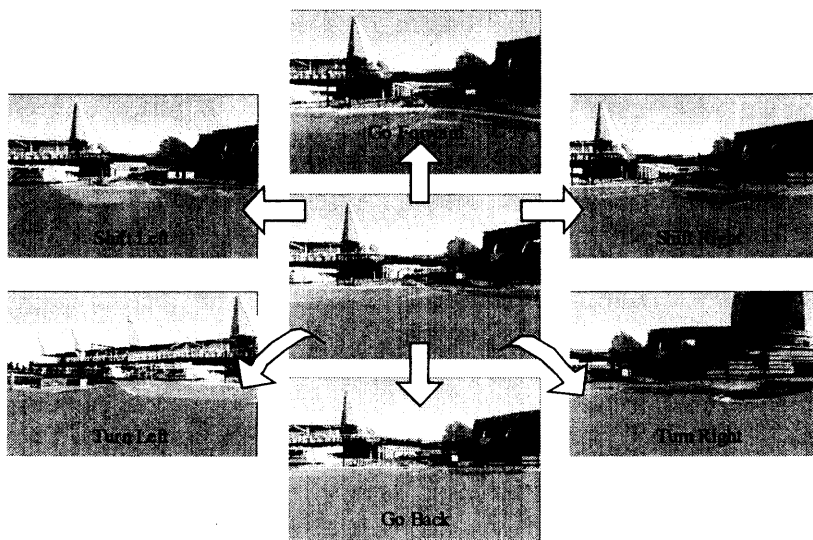 Go Forward
Shift Left
Shift Right
Turn Left
Turn Right
Go Back